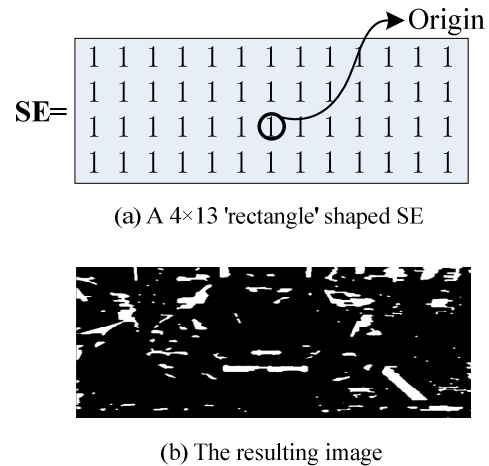 Origin
1 1 1 1 1 1 1 1 1 1 1 1 1
1 1 1 1 1 1 1 1 1 1 1 1 1
SE= 1 1 1 1 1 1 1 1 1 1 1 1 1
1 1 1 1 1 1 1 1 1 1 1 1 1
(a) A 4×13 'rectangle' shaped SE
(b) The resulting image